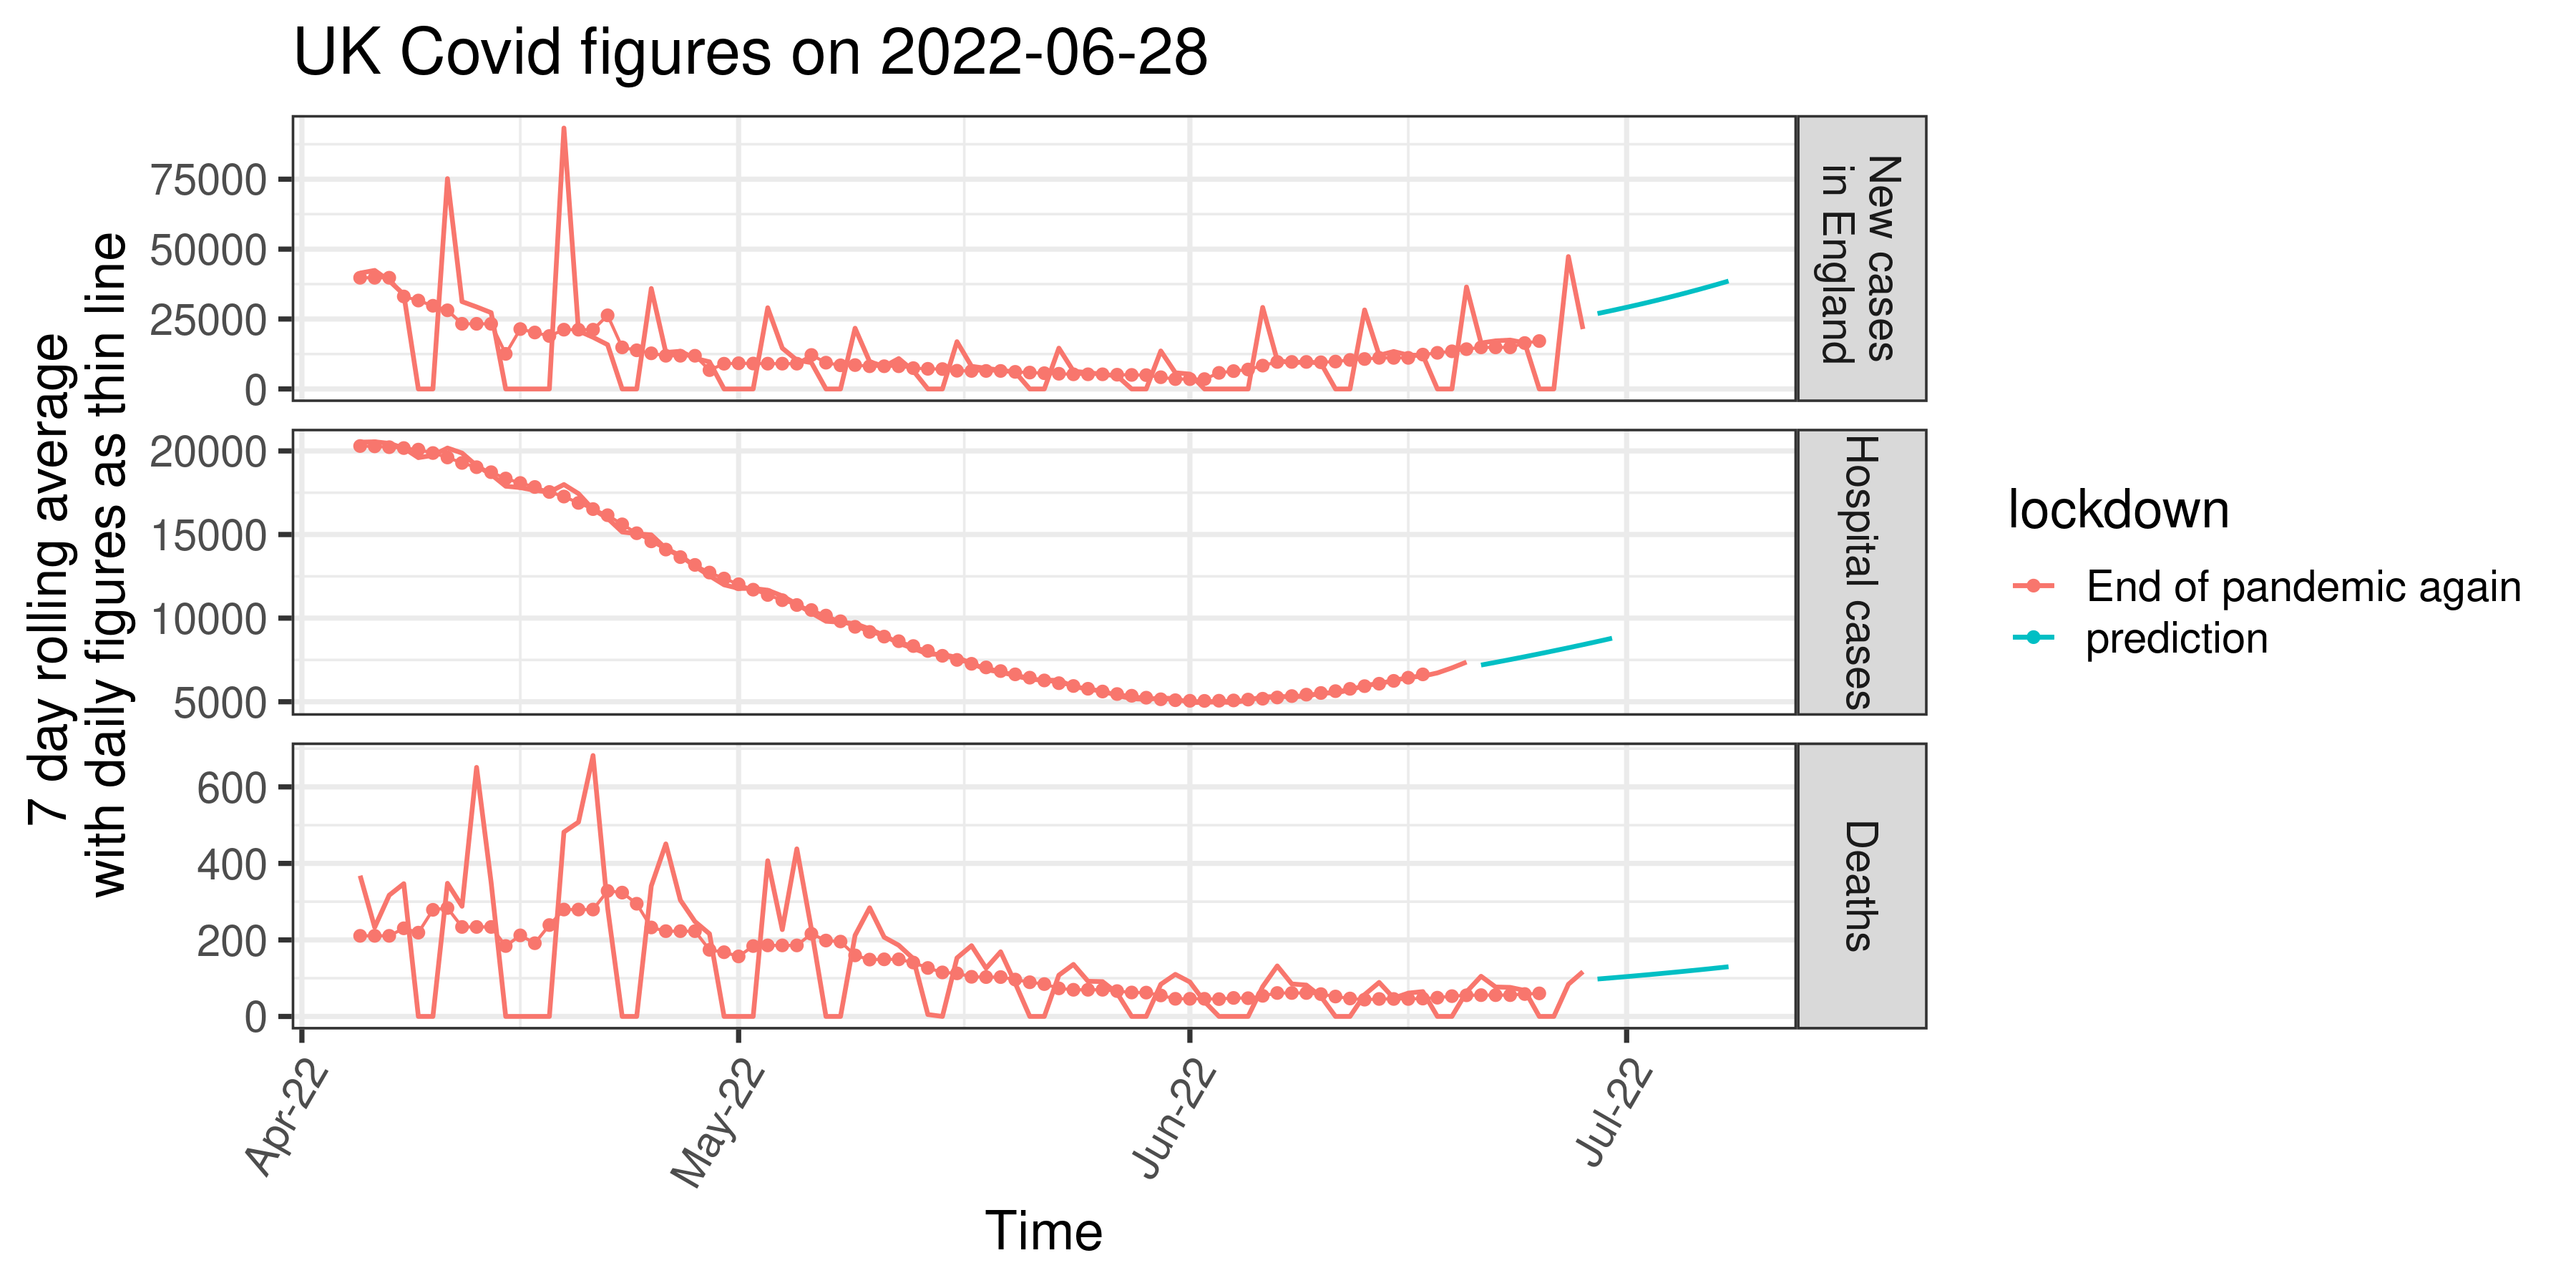 UK Covid figures on 2022-06-28
7 day rolling average
with daily figures as thin line
75000
50000
25000
0
New cases
in England
20000
15000
10000
5000
Hospital cases
600
400
200
0
Deaths
Apr-22
May-22
Jun-22
Jul-22
Time
lockdown
End of pandemic again
prediction